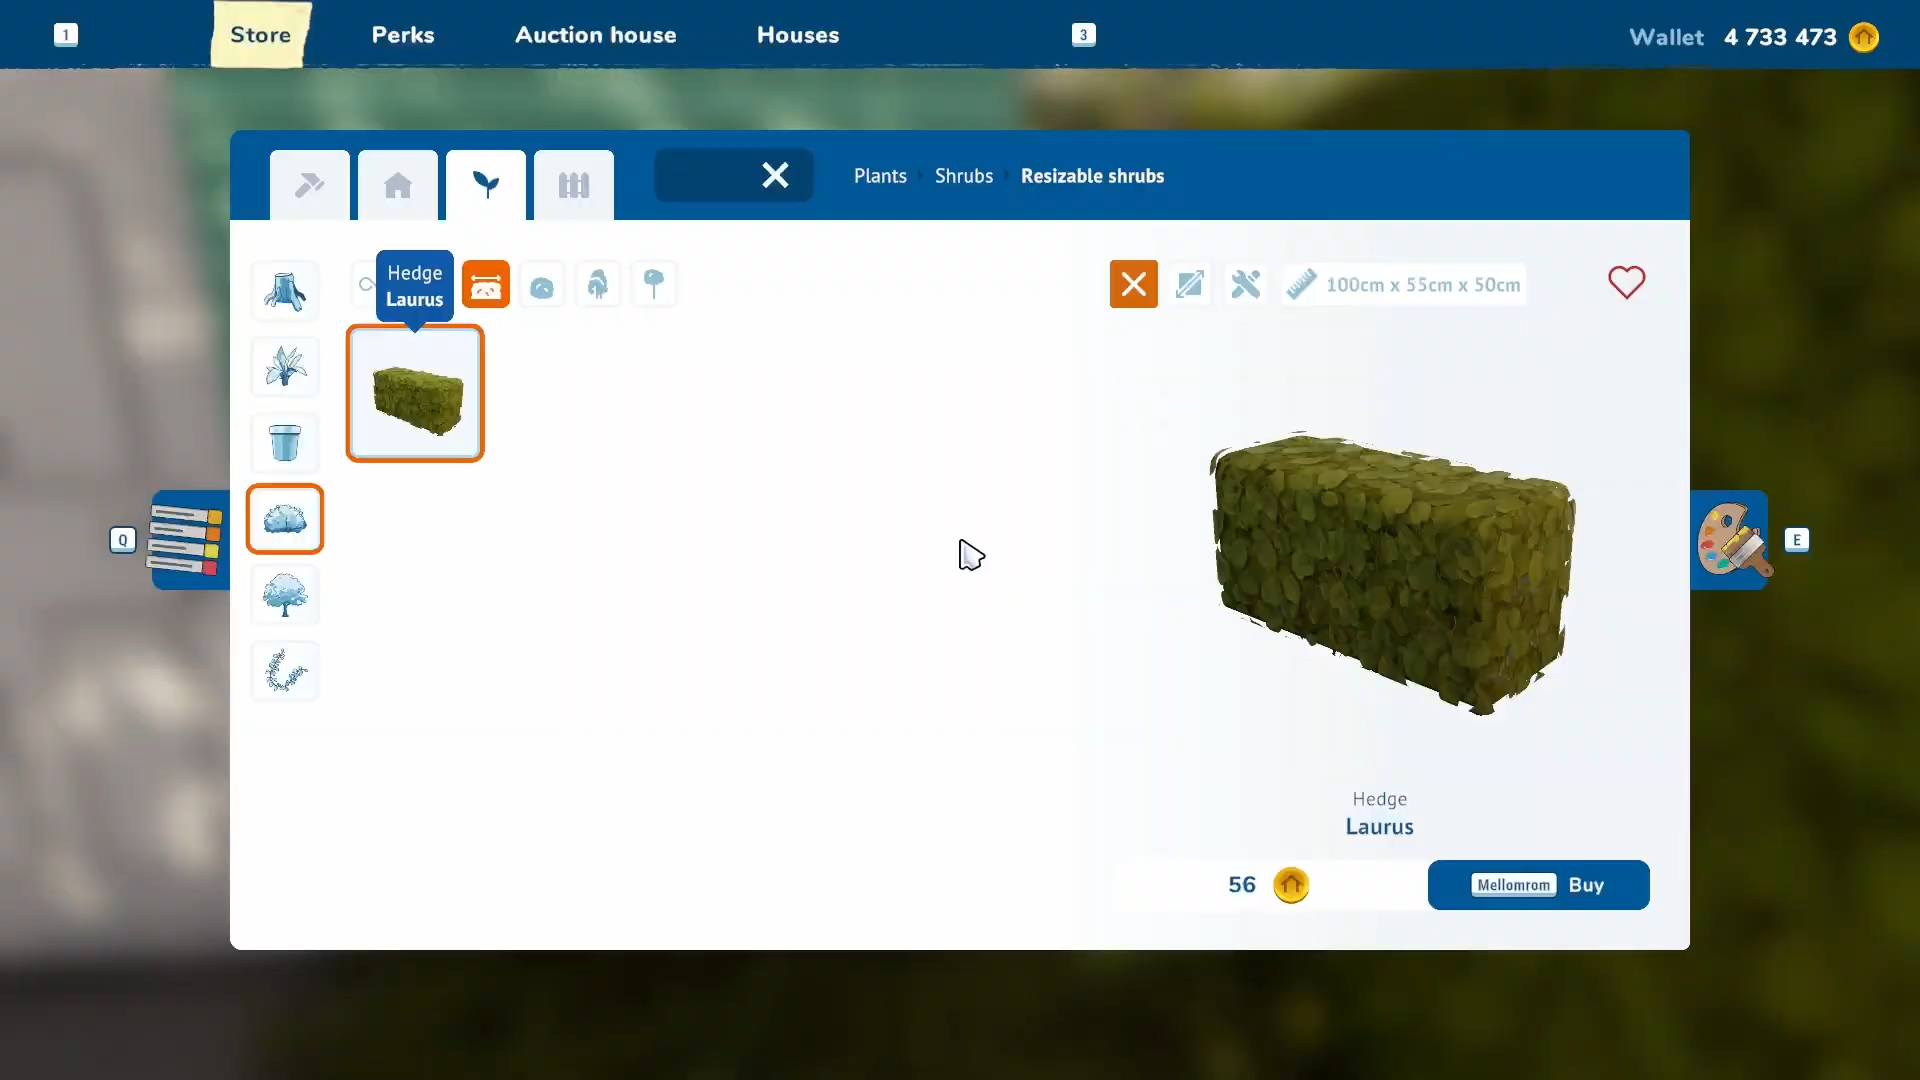 1
Store
Perks
Auction house
Houses
3
Wallet 4 733 473
Plants
Shrubs
Resizable shrubs
Hedge
Laurus
100cm x 55cm x 50cm
Q
E
Hedge
Laurus
56
Mellomrom Buy